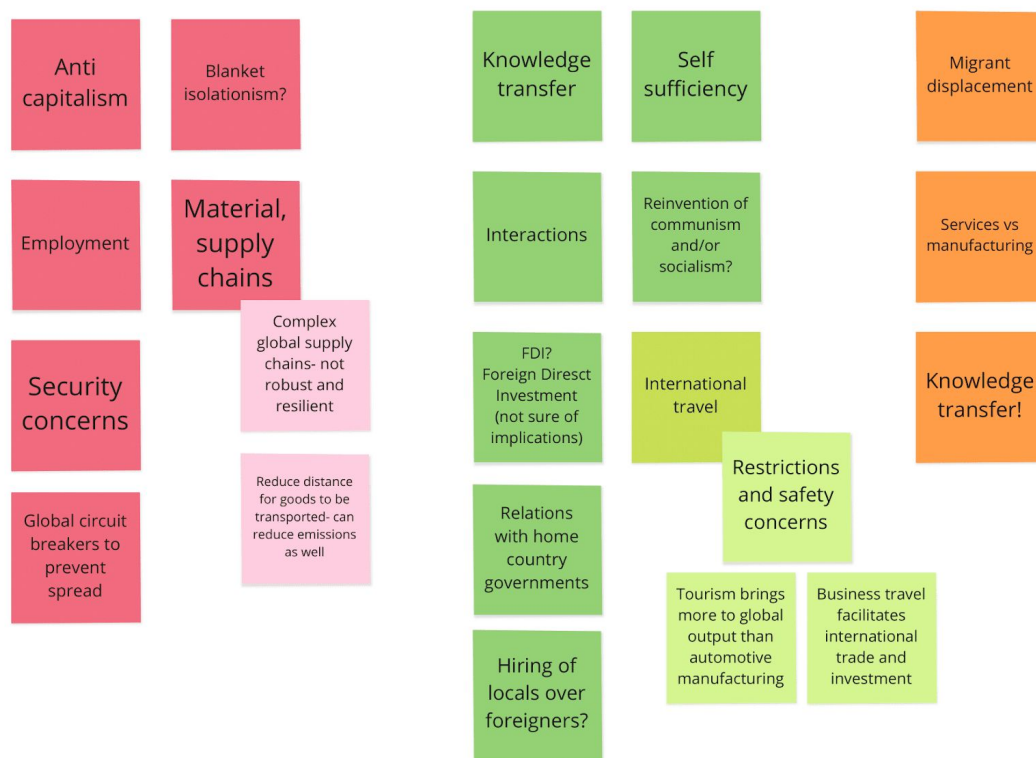 Anti
capitalism
Blanket
isolationism?
Employment
Material,
supply
chains
Complex
global supply
chains- not
robust and
resilient
Security
concerns
Reduce distance
for goods to be
transported- can
reduce emissions
as well
Global circuit
breakers to
prevent
spread
Knowledge
transfer
Self
sufficiency
Interactions
Reinvention of
communism
and/or
socialism?
FDI?
Foreign Diresct
Investment
(not sure of
implications)
International
travel
Restrictions
and safety
concerns
Relations
with home
country
governments
Tourism brings
more to global
output than
automotive
manufacturing
Business travel
facilitates
international
trade and
investment
Hiring of
locals over
foreigners?
Migrant
displacement
Services vs
manufacturing
Knowledge
transfer!